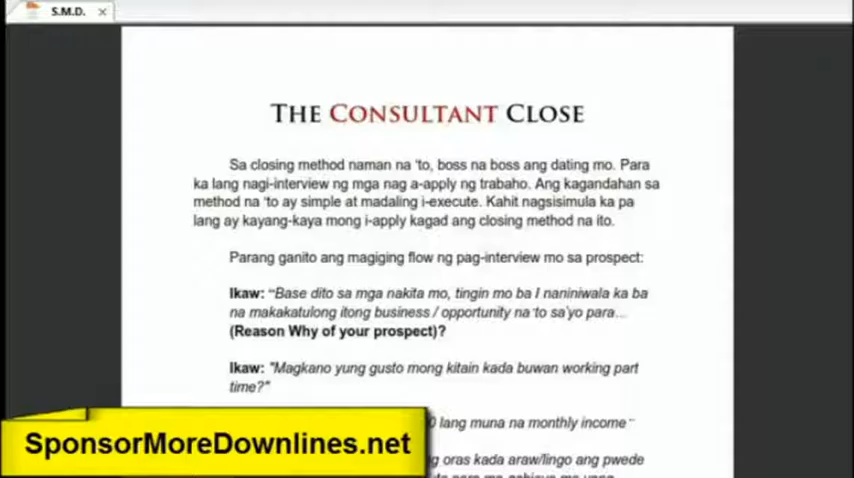 S.M.D.
THE CONSULTANT CLOSE
Sa closing method naman na 'to, boss na boss ang dating mo. Para
ka lang nagi-interview ng mga nag a-apply ng trabaho. Ang kagandahan sa
method na 'to ay simple at madaling i-execute. Kahit nagsisimula ka pa
lang ay kayang-kaya mong i-apply kagad ang closing method na ito.
Parang ganito ang magiging flow ng pag-interview mo sa prospect:
Ikaw: "Base dito sa mga nakita mo, tingin mo ba I naniniwala ka ba
na makakatulong itong business / opportunity na 'to sa'yo para...
(Reason Why of your prospect)?
Ikaw: "Magkano yung gusto mong kitain kada buwan working part
time?"
0 lang muna na monthly income"
g oras kada araw/lingo ang pwede
SponsorMoreDownlines.net